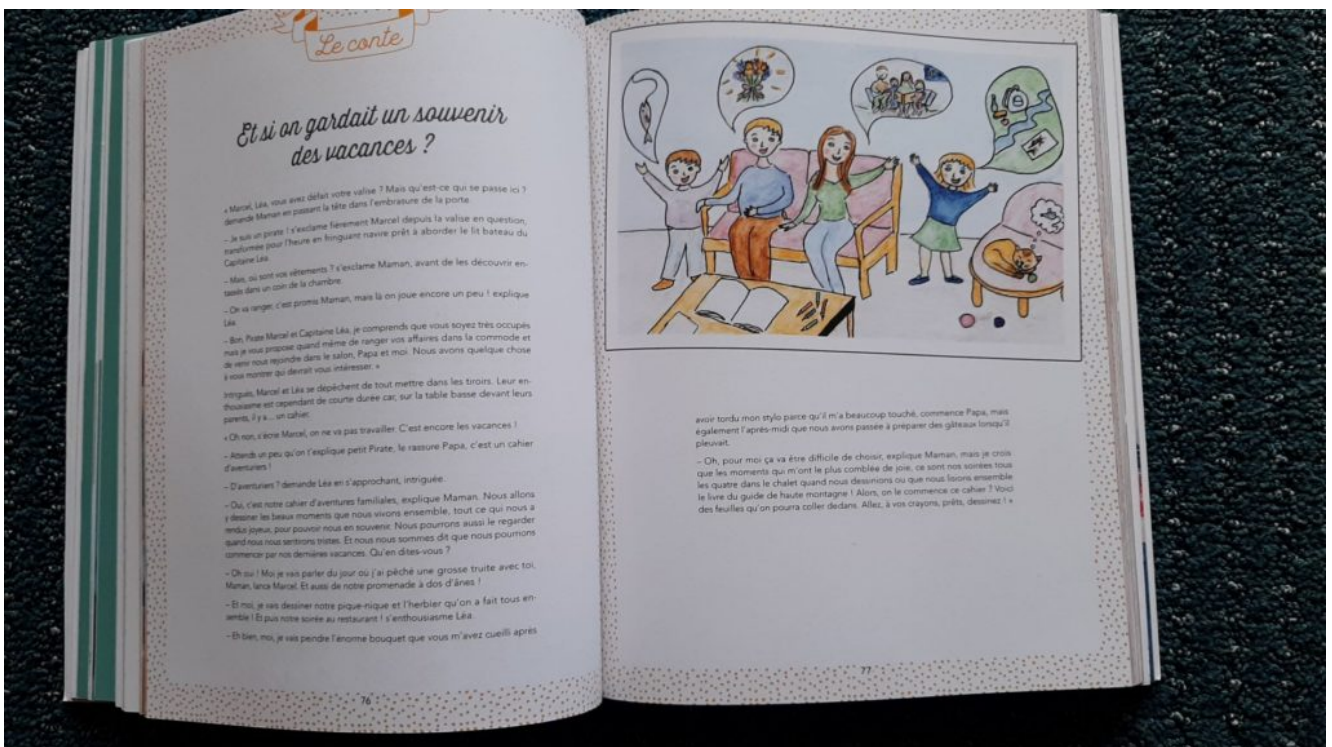 Le conte
Et si on gardait un souvenir
des vacances ?
« Marcel, Léa, vous avez défait votre valise ? Mais qu'est-ce qui se passe ici ?
demande Maman en passant la tête dans l'embrasure de la porte.
– Je suis un pirate ! s'exclame fièrement Marcel depuis la valise en question,
transformée pour l'heure en fringuant navire prêt à aborder le lit bateau du
Capitaine Léa.
– Mais, où sont vos vêtements ? s'exclame Maman, avant de les découvrir en-
tassés dans un coin de la chambre.
– On va ranger, c'est promis Maman, mais là on joue encore un peu ! explique
Léa.
– Bim, Pirate Marcel et Capitaine Léa, je comprends que vous soyez très occupés
mais je vous propose quand même de ranger vos affaires dans la commode et
de venir nous rejoindre dans le salon, Papa et moi. Nous avons quelque chose
à vous montrer qui devrait vous intéresser. »
Intrigués, Marcel et Léa se dépêchent de tout mettre dans les tiroirs. Leur en-
thousiasme est cependant de courte durée car, sur la table basse devant leurs
parents, il y a... un cahier.
« Oh non, s'écrie Marcel, on ne va pas travailler. C'est encore les vacances !
– Attends un peu qu'on t'explique petit Pirate, le rassure Papa, c'est un cahier
d'aventuriers !
– D'aventuriers ? demande Léa en s'approchant, intriguée.
– Oui, c'est notre cahier d'aventures familiales, explique Maman. Nous allons
y dessiner les beaux moments que nous vivons ensemble, tout ce qui nous a
rendus joyeux, pour pouvoir nous en souvenir. Nous pourrons aussi le regarder
quand nous nous sentirons tristes. Et nous nous sommes dit que nous pourrions
commencer par nos dernières vacances. Qu'en dites-vous ?
– Oh oui ! Moi je vais parler du jour où j'ai pêché une grosse truite avec toi,
Maman, lança Marcel. Et aussi de notre promenade à dos d'ânes !
– Et moi, je vais dessiner notre pique-nique et l'herbier qu'on a fait tous en-
semble ! Et puis notre soirée au restaurant ! s'enthousiasme Léa.
– Eh bien, moi, je vais peindre l'énorme bouquet que vous m'avez cueilli après
76
avoir tordu mon stylo parce qu'il m'a beaucoup touché, commence Papa, mais
également l'après-midi que nous avons passée à préparer des gâteaux lorsqu'il
pleuvait.
– Oh, pour moi ça va être difficile de choisir, explique Maman, mais je crois
que les moments qui m'ont le plus comblée de joie, ce sont nos soirées tous
les quatre dans le chalet quand nous dessinions ou que nous lisions ensemble
le livre du guide de haute montagne ! Alors, on le commence ce cahier ? Voici
des feuilles qu'on pourra coller dedans. Allez, à vos crayons, prêts, dessinez ! »
77